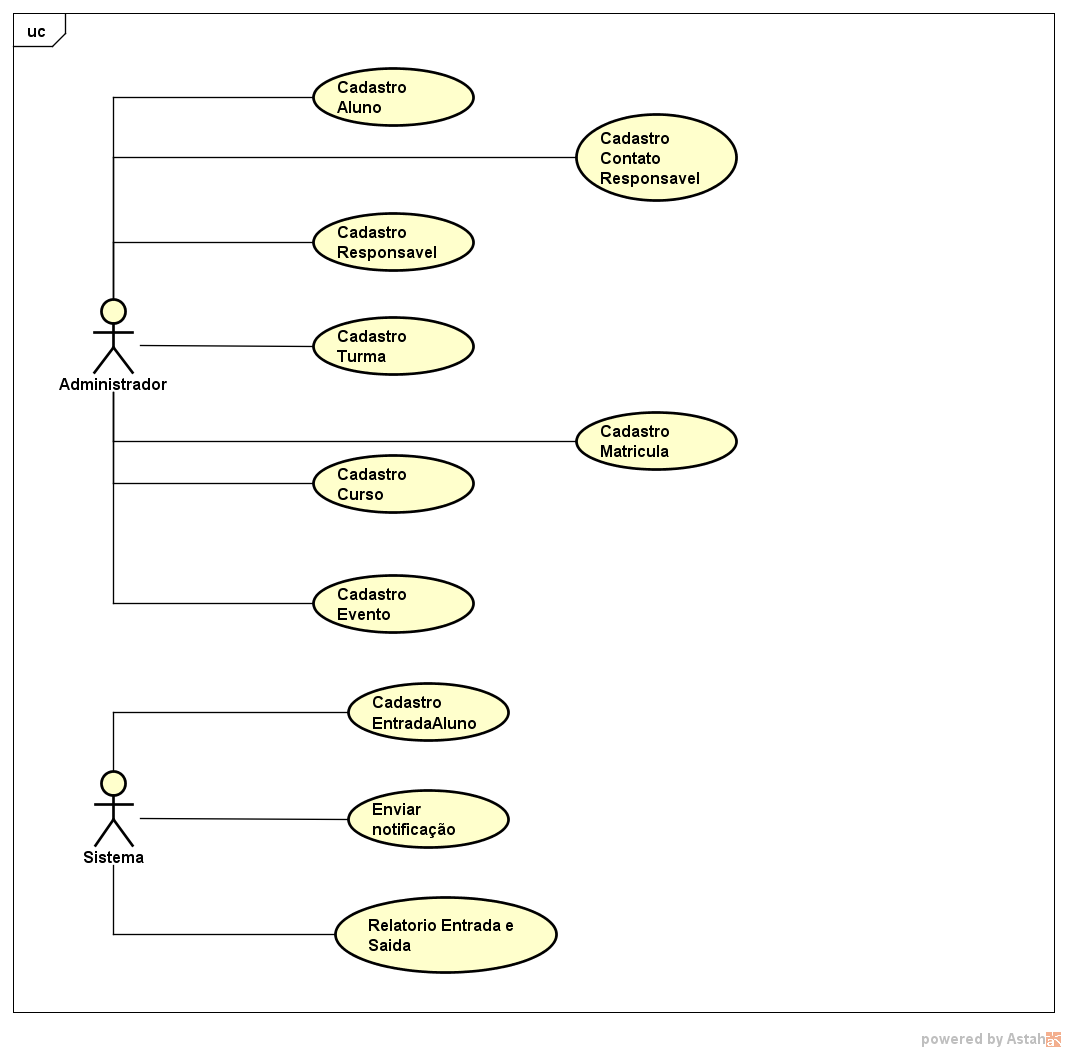 uc
Cadastro
Aluno
Cadastro
Contato
Responsavel
Cadastro
Responsavel
Cadastro
Turma
Administrador
Cadastro
Matricula
Cadastro
Curso
Cadastro
Evento
Cadastro
EntradaAluno
Enviar
notificação
Sistema
Relatorio Entrada e
Saida
powered by Astah